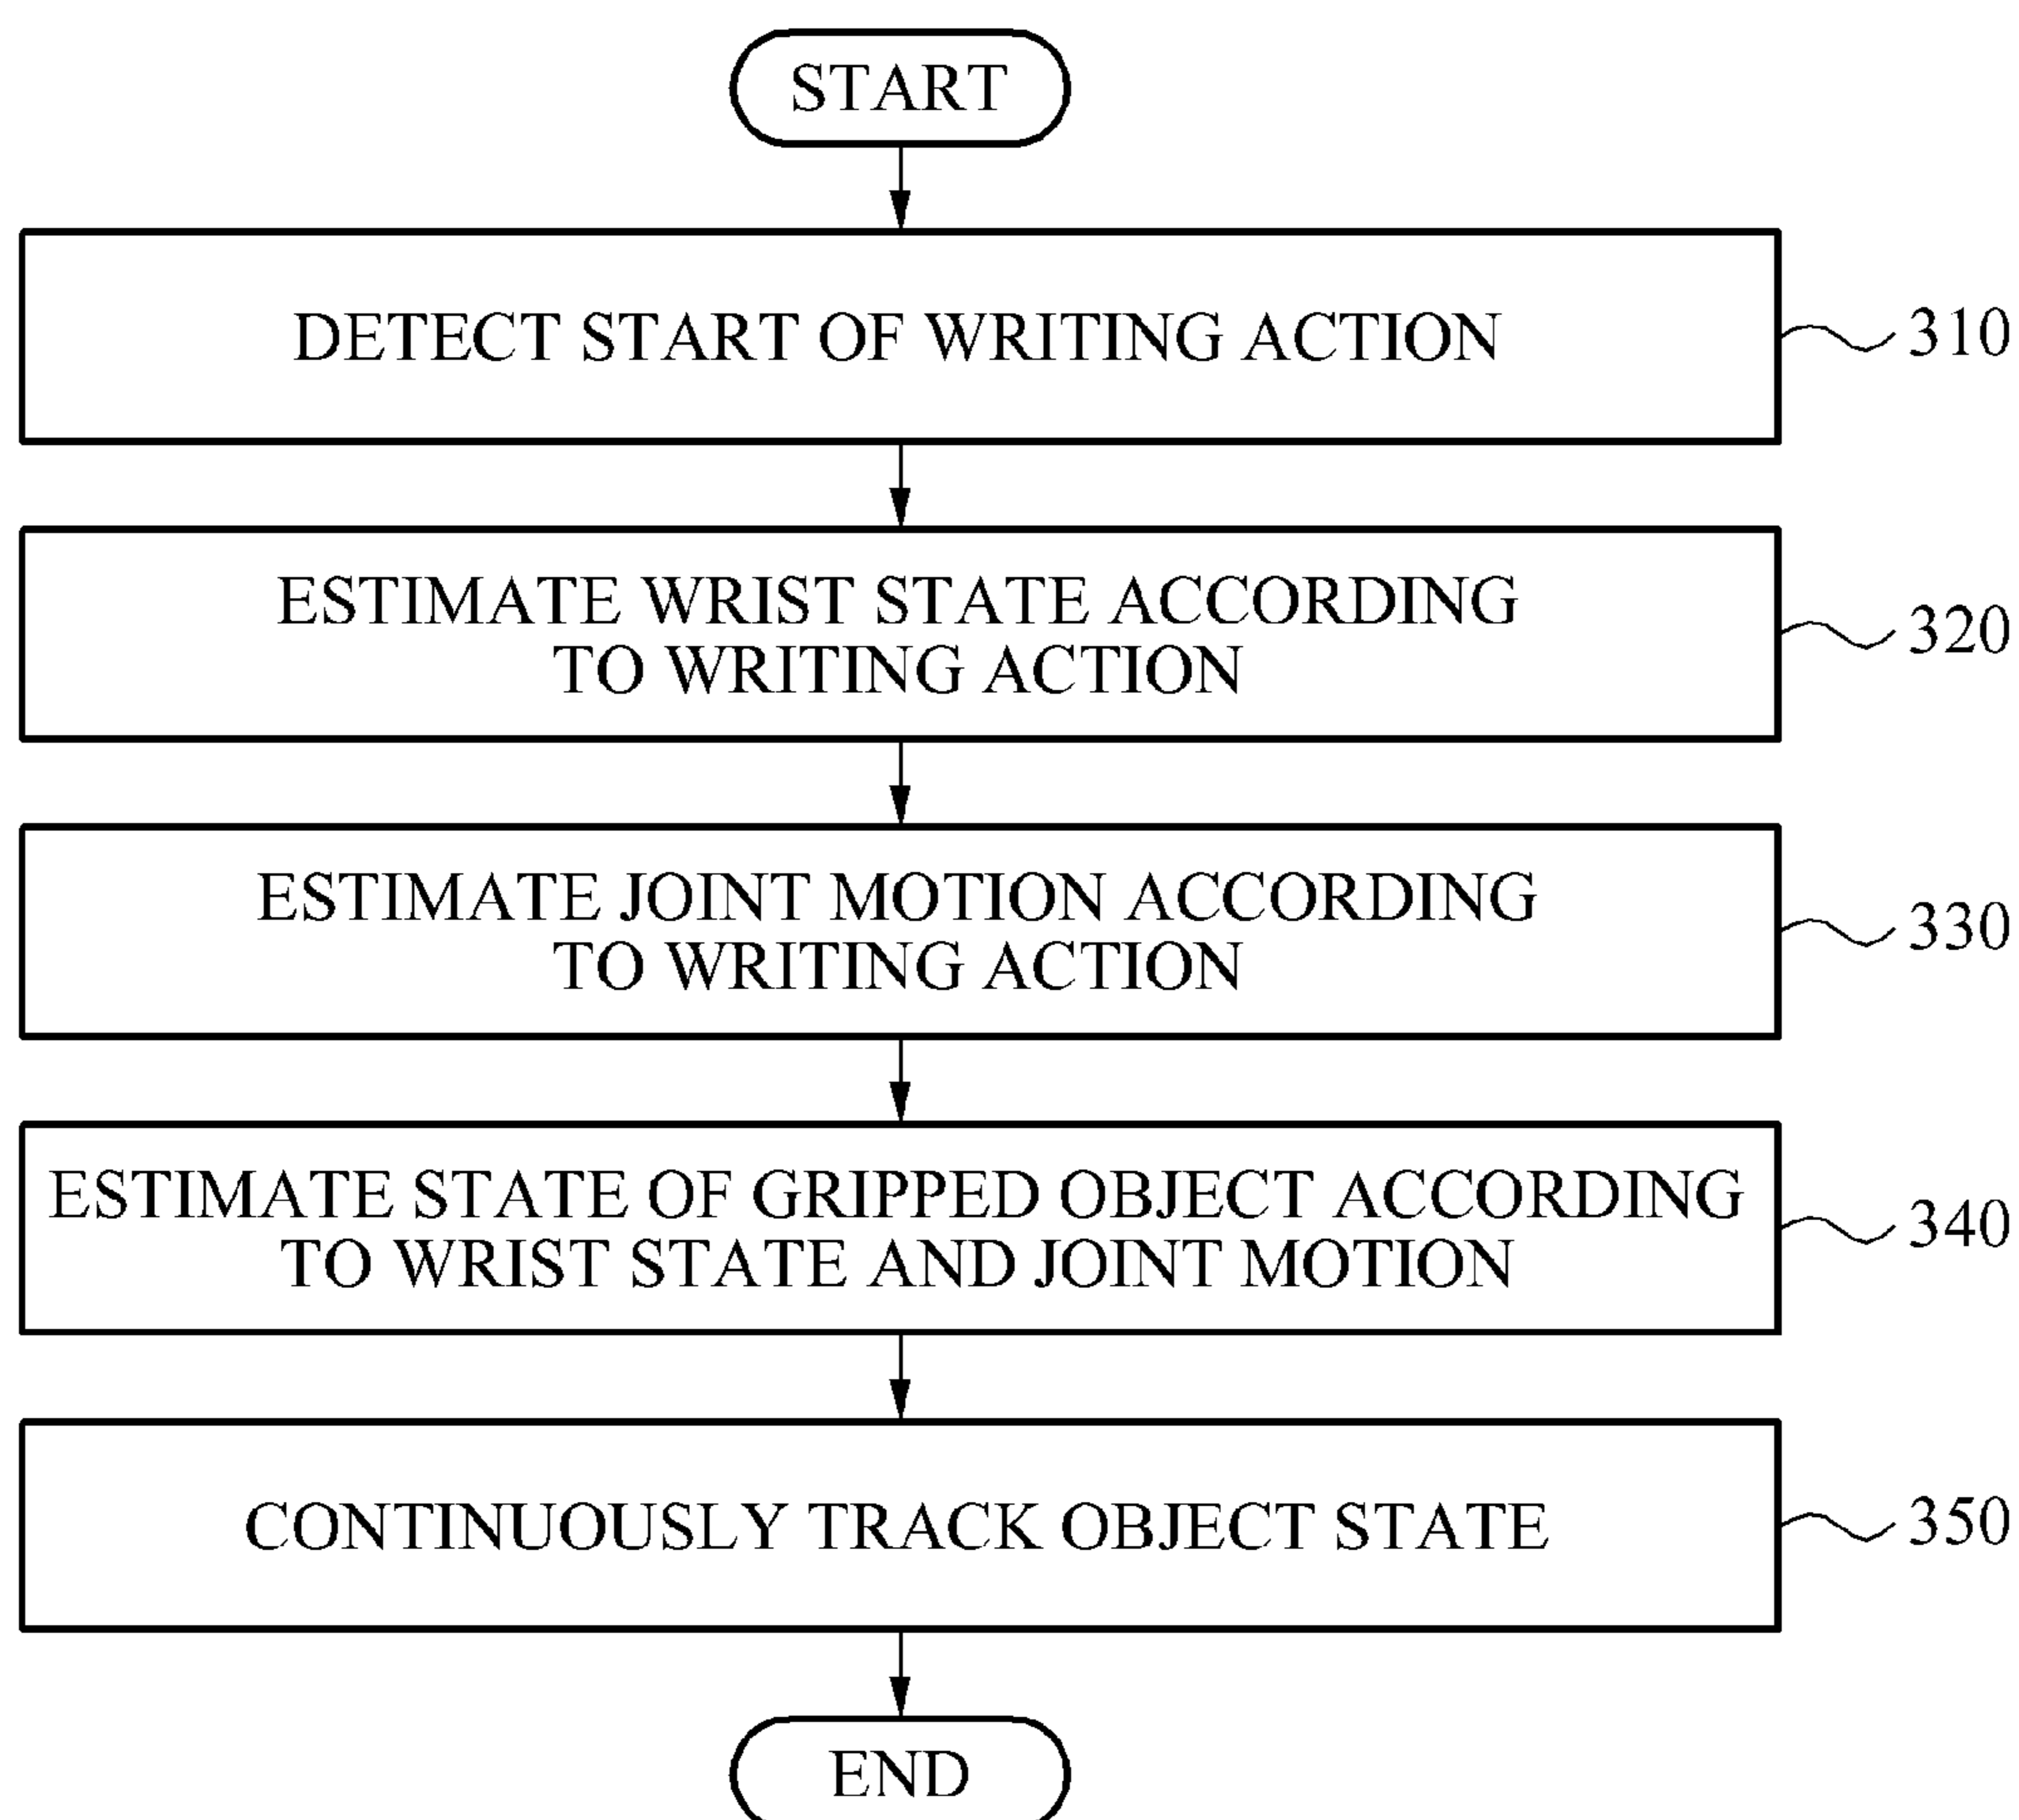 START
DETECT START OF WRITING ACTION
310
ESTIMATE WRIST STATE ACCORDING
TO WRITING ACTION
320
ESTIMATE JOINT MOTION ACCORDING
TO WRITING ACTION
330
ESTIMATE STATE OF GRIPPED OBJECT ACCORDING
TO WRIST STATE AND JOINT MOTION
340
CONTINUOUSLY TRACK OBJECT STATE
350
END